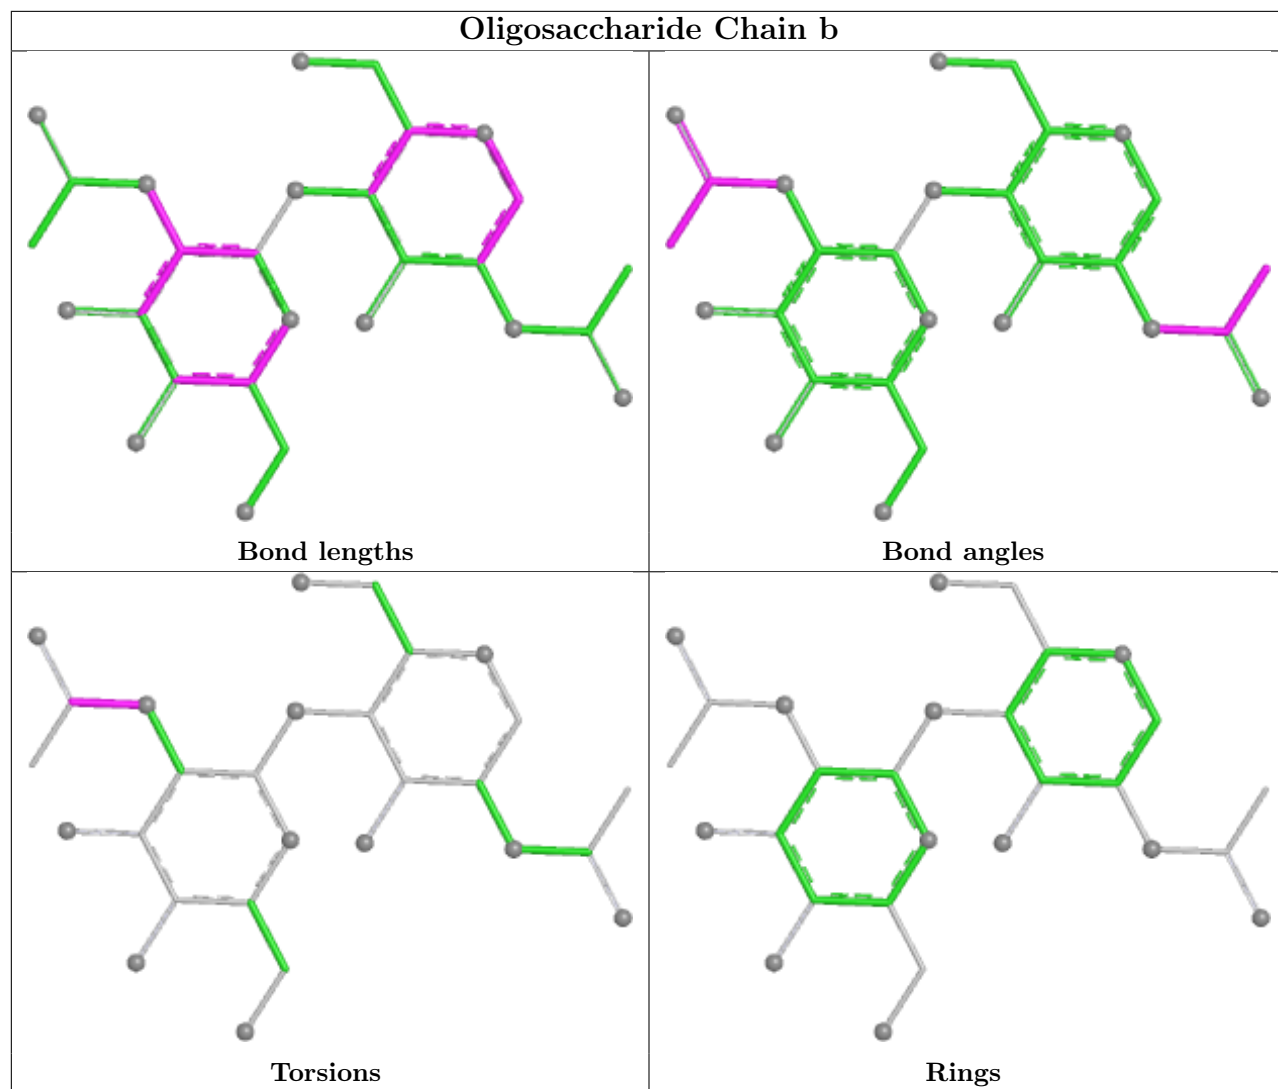 Oligosaccharide Chain b
Bond lengths
Bond angles
Torsions
Rings